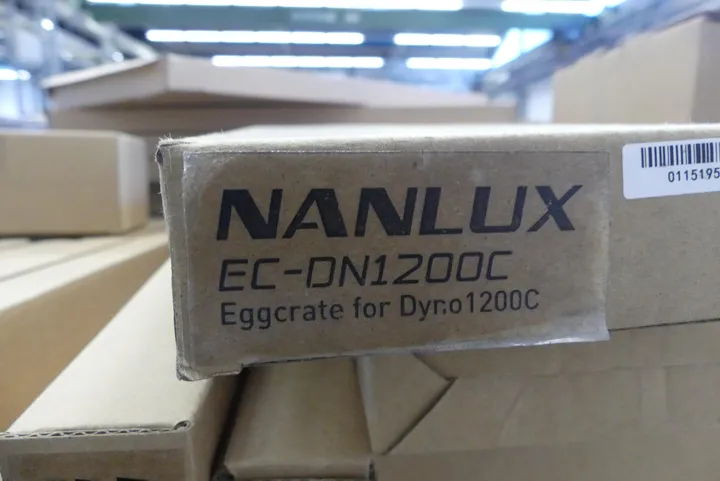 NANLUX
EC-DN1200C
Eggcrate for Dyno1200C
0115195